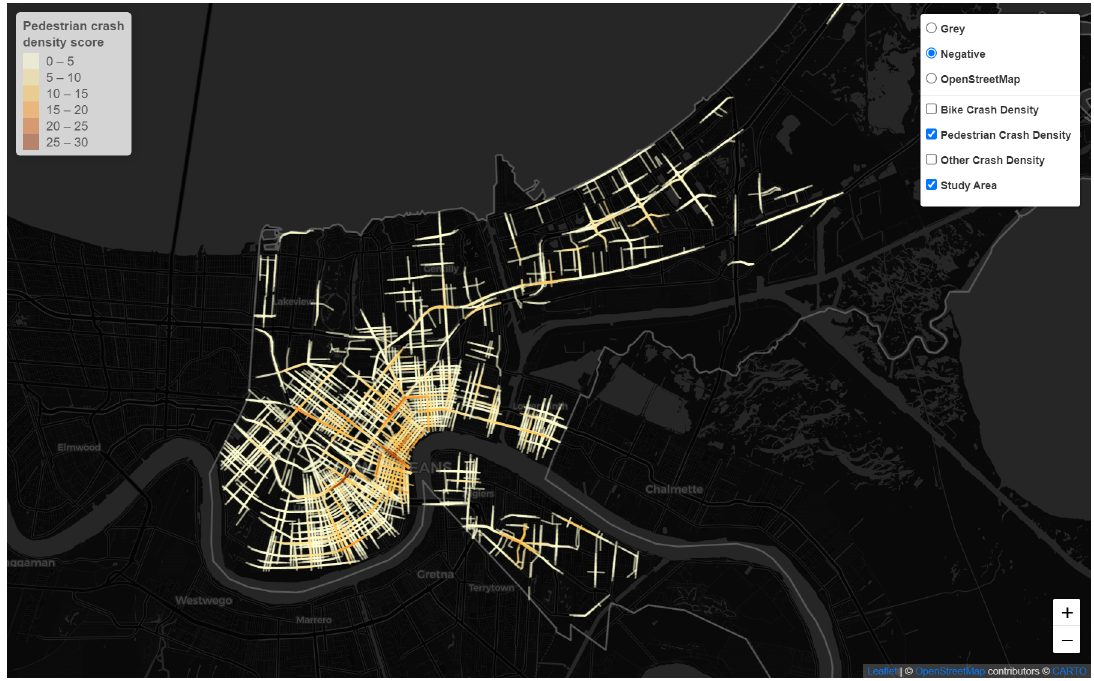 Pedestrian crash
density score
0 – 5
5 – 10
10 – 15
15 – 20
20 – 25
25 – 30
Grey
Negative
OpenStreetMap
Bike Crash Density
Pedestrian Crash Density
Other Crash Density
Study Area
Gentilly
Lakeview
Elmwood
EANS
Chalmette
giers
aggaman
Westwego
Gretna
Terrytown
Marrero
+
−
Leaflet | © OpenStreetMap contributors © CARTO